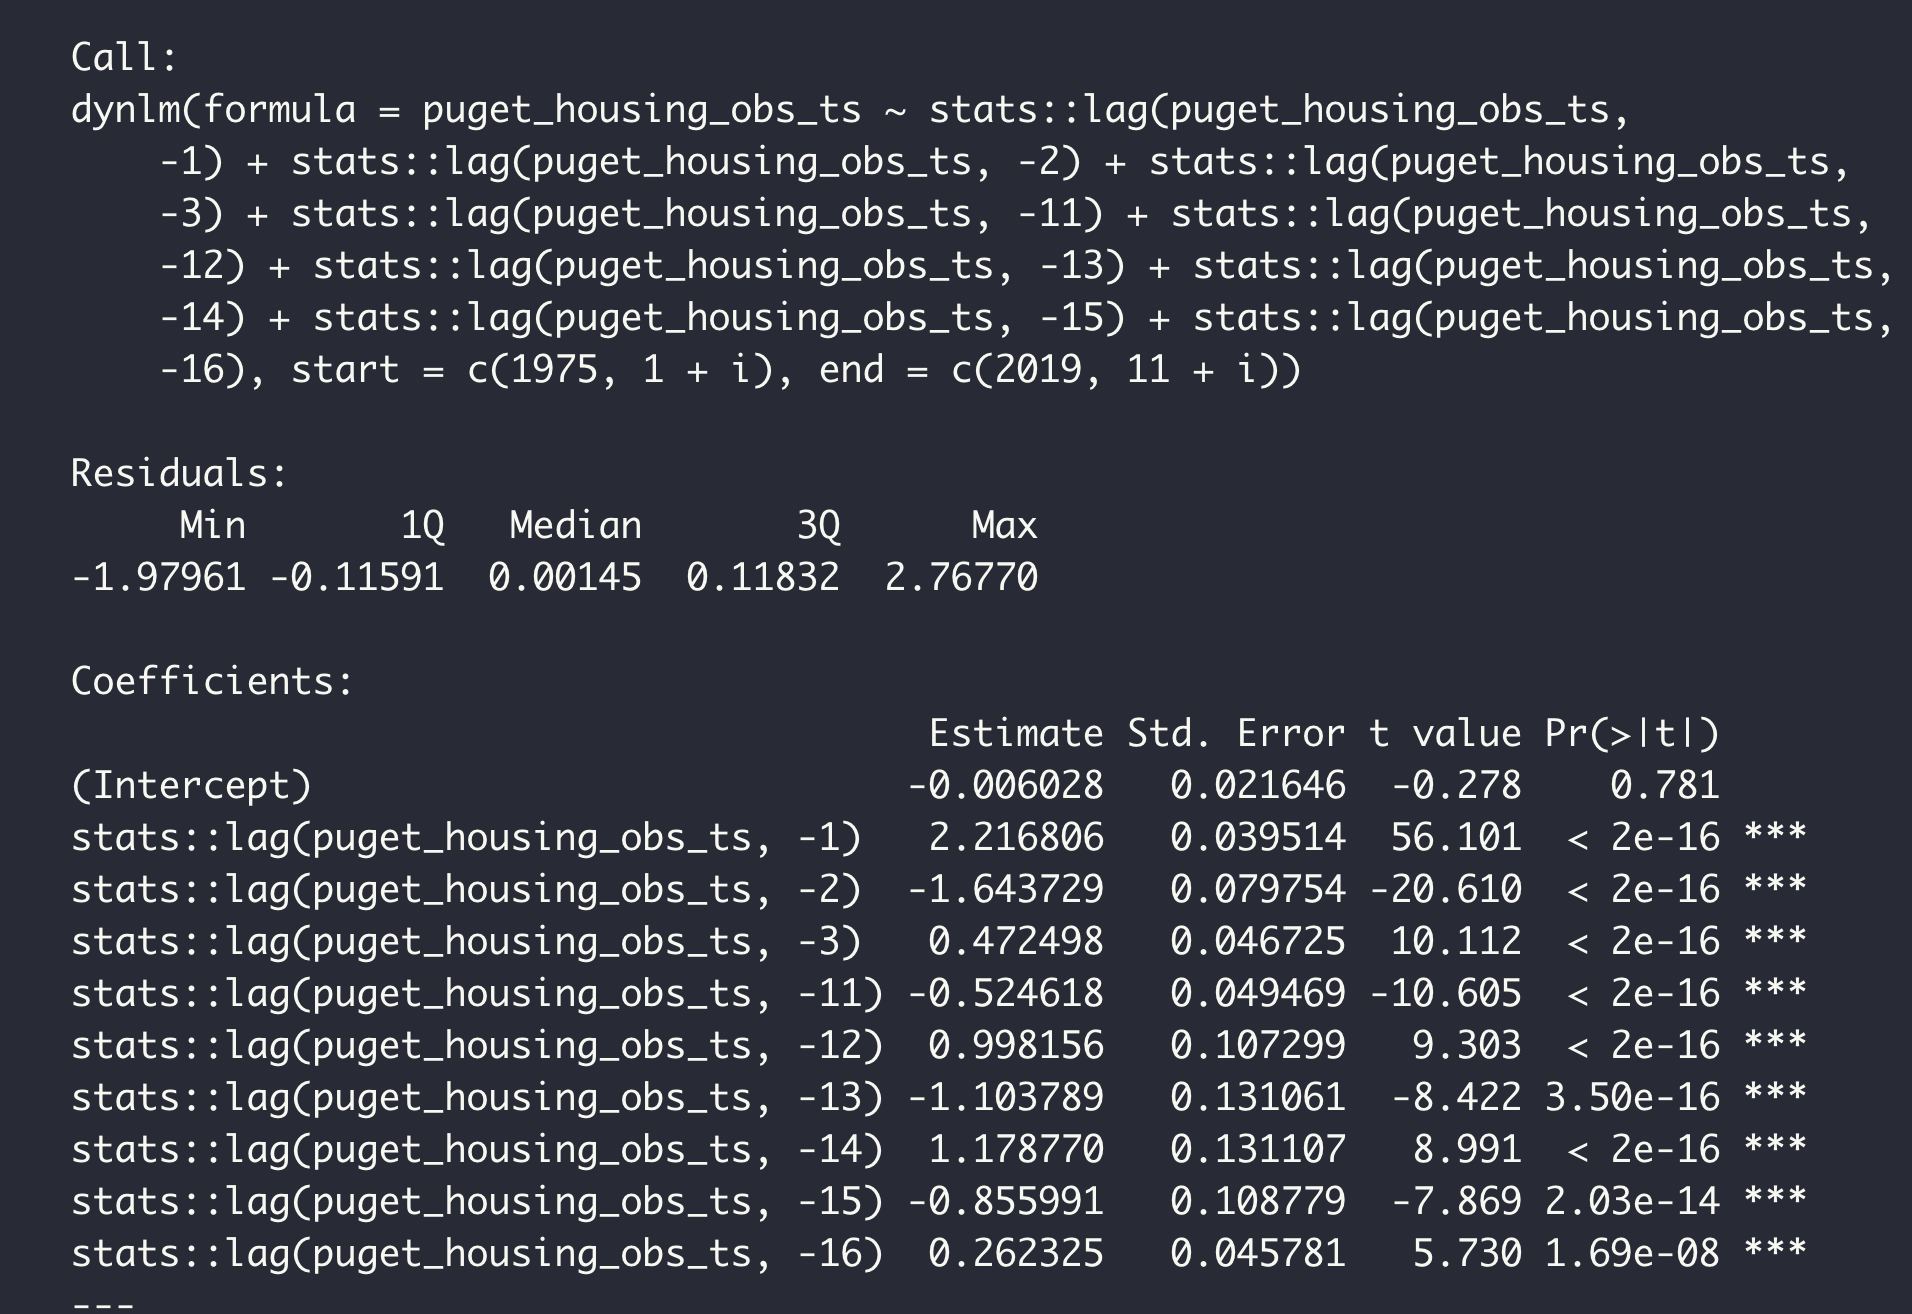 Call:
dynlm(formula = puget_housing_obs_ts ~ stats::lag(puget_housing_obs_ts,
    -1) + stats::lag(puget_housing_obs_ts, -2) + stats::lag(puget_housing_obs_ts,
    -3) + stats::lag(puget_housing_obs_ts, -11) + stats::lag(puget_housing_obs_ts,
    -12) + stats::lag(puget_housing_obs_ts, -13) + stats::lag(puget_housing_obs_ts,
    -14) + stats::lag(puget_housing_obs_ts, -15) + stats::lag(puget_housing_obs_ts,
    -16), start = c(1975, 1 + i), end = c(2019, 11 + i))

Residuals:
     Min       1Q   Median       3Q      Max
-1.97961 -0.11591  0.00145  0.11832  2.76770

Coefficients:
                                       Estimate Std. Error t value Pr(>|t|)
(Intercept)                           -0.006028   0.021646  -0.278    0.781
stats::lag(puget_housing_obs_ts, -1)   2.216806   0.039514  56.101  < 2e-16 ***
stats::lag(puget_housing_obs_ts, -2)  -1.643729   0.079754 -20.610  < 2e-16 ***
stats::lag(puget_housing_obs_ts, -3)   0.472498   0.046725  10.112  < 2e-16 ***
stats::lag(puget_housing_obs_ts, -11) -0.524618   0.049469 -10.605  < 2e-16 ***
stats::lag(puget_housing_obs_ts, -12)  0.998156   0.107299   9.303  < 2e-16 ***
stats::lag(puget_housing_obs_ts, -13) -1.103789   0.131061  -8.422 3.50e-16 ***
stats::lag(puget_housing_obs_ts, -14)  1.178770   0.131107   8.991  < 2e-16 ***
stats::lag(puget_housing_obs_ts, -15) -0.855991   0.108779  -7.869 2.03e-14 ***
stats::lag(puget_housing_obs_ts, -16)  0.262325   0.045781   5.730 1.69e-08 ***
---